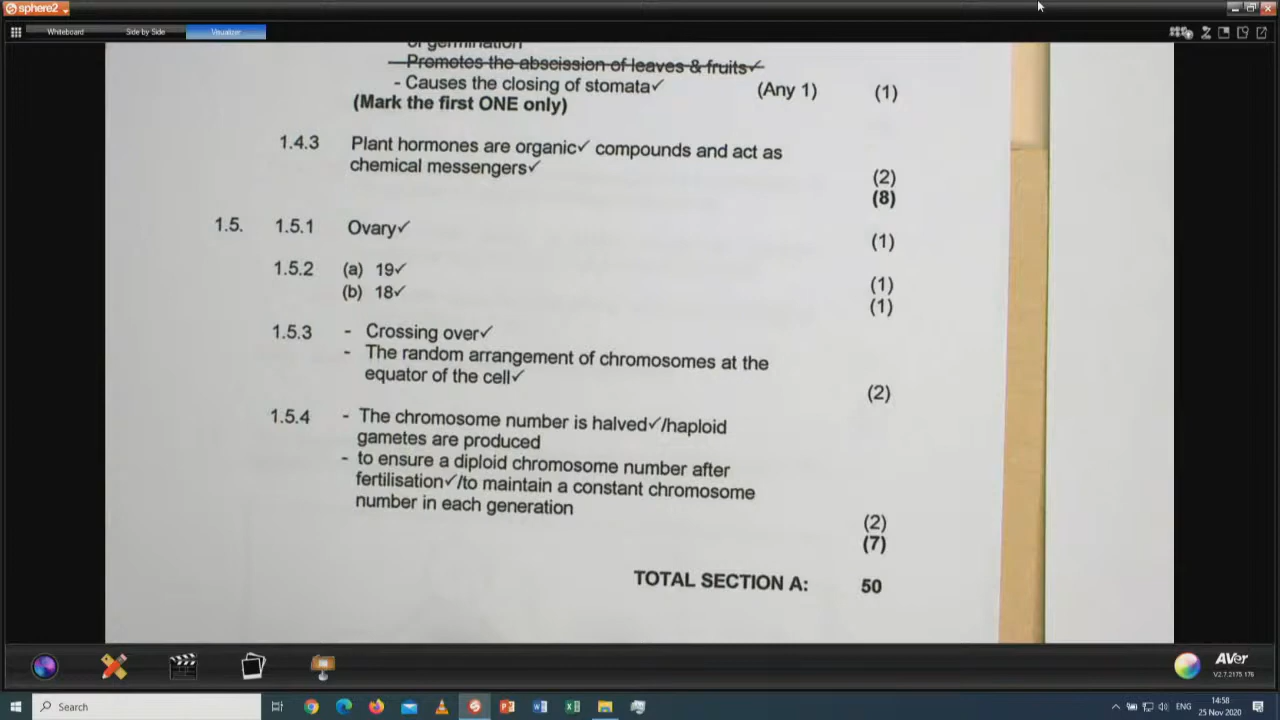 sphere2
Whiteboard
Side by Side
Visualizer
of germination
- Promotes the abscission of leaves & fruits✓
- Causes the closing of stomata✓ (Any 1) (1)
(Mark the first ONE only)
1.4.3 Plant hormones are organic✓ compounds and act as
chemical messengers✓
(2)
(8)
1.5. 1.5.1 Ovary✓ (1)
1.5.2 (a) 19✓ (1)
(b) 18✓ (1)
1.5.3 - Crossing over✓
- The random arrangement of chromosomes at the
equator of the cell✓ (2)
1.5.4 - The chromosome number is halved✓/haploid
gametes are produced
- to ensure a diploid chromosome number after
fertilisation✓/to maintain a constant chromosome
number in each generation
(2)
(7)
TOTAL SECTION A: 50
AVer
V2.7.2175.176
Search
ENG
14:58
25 Nov 2020